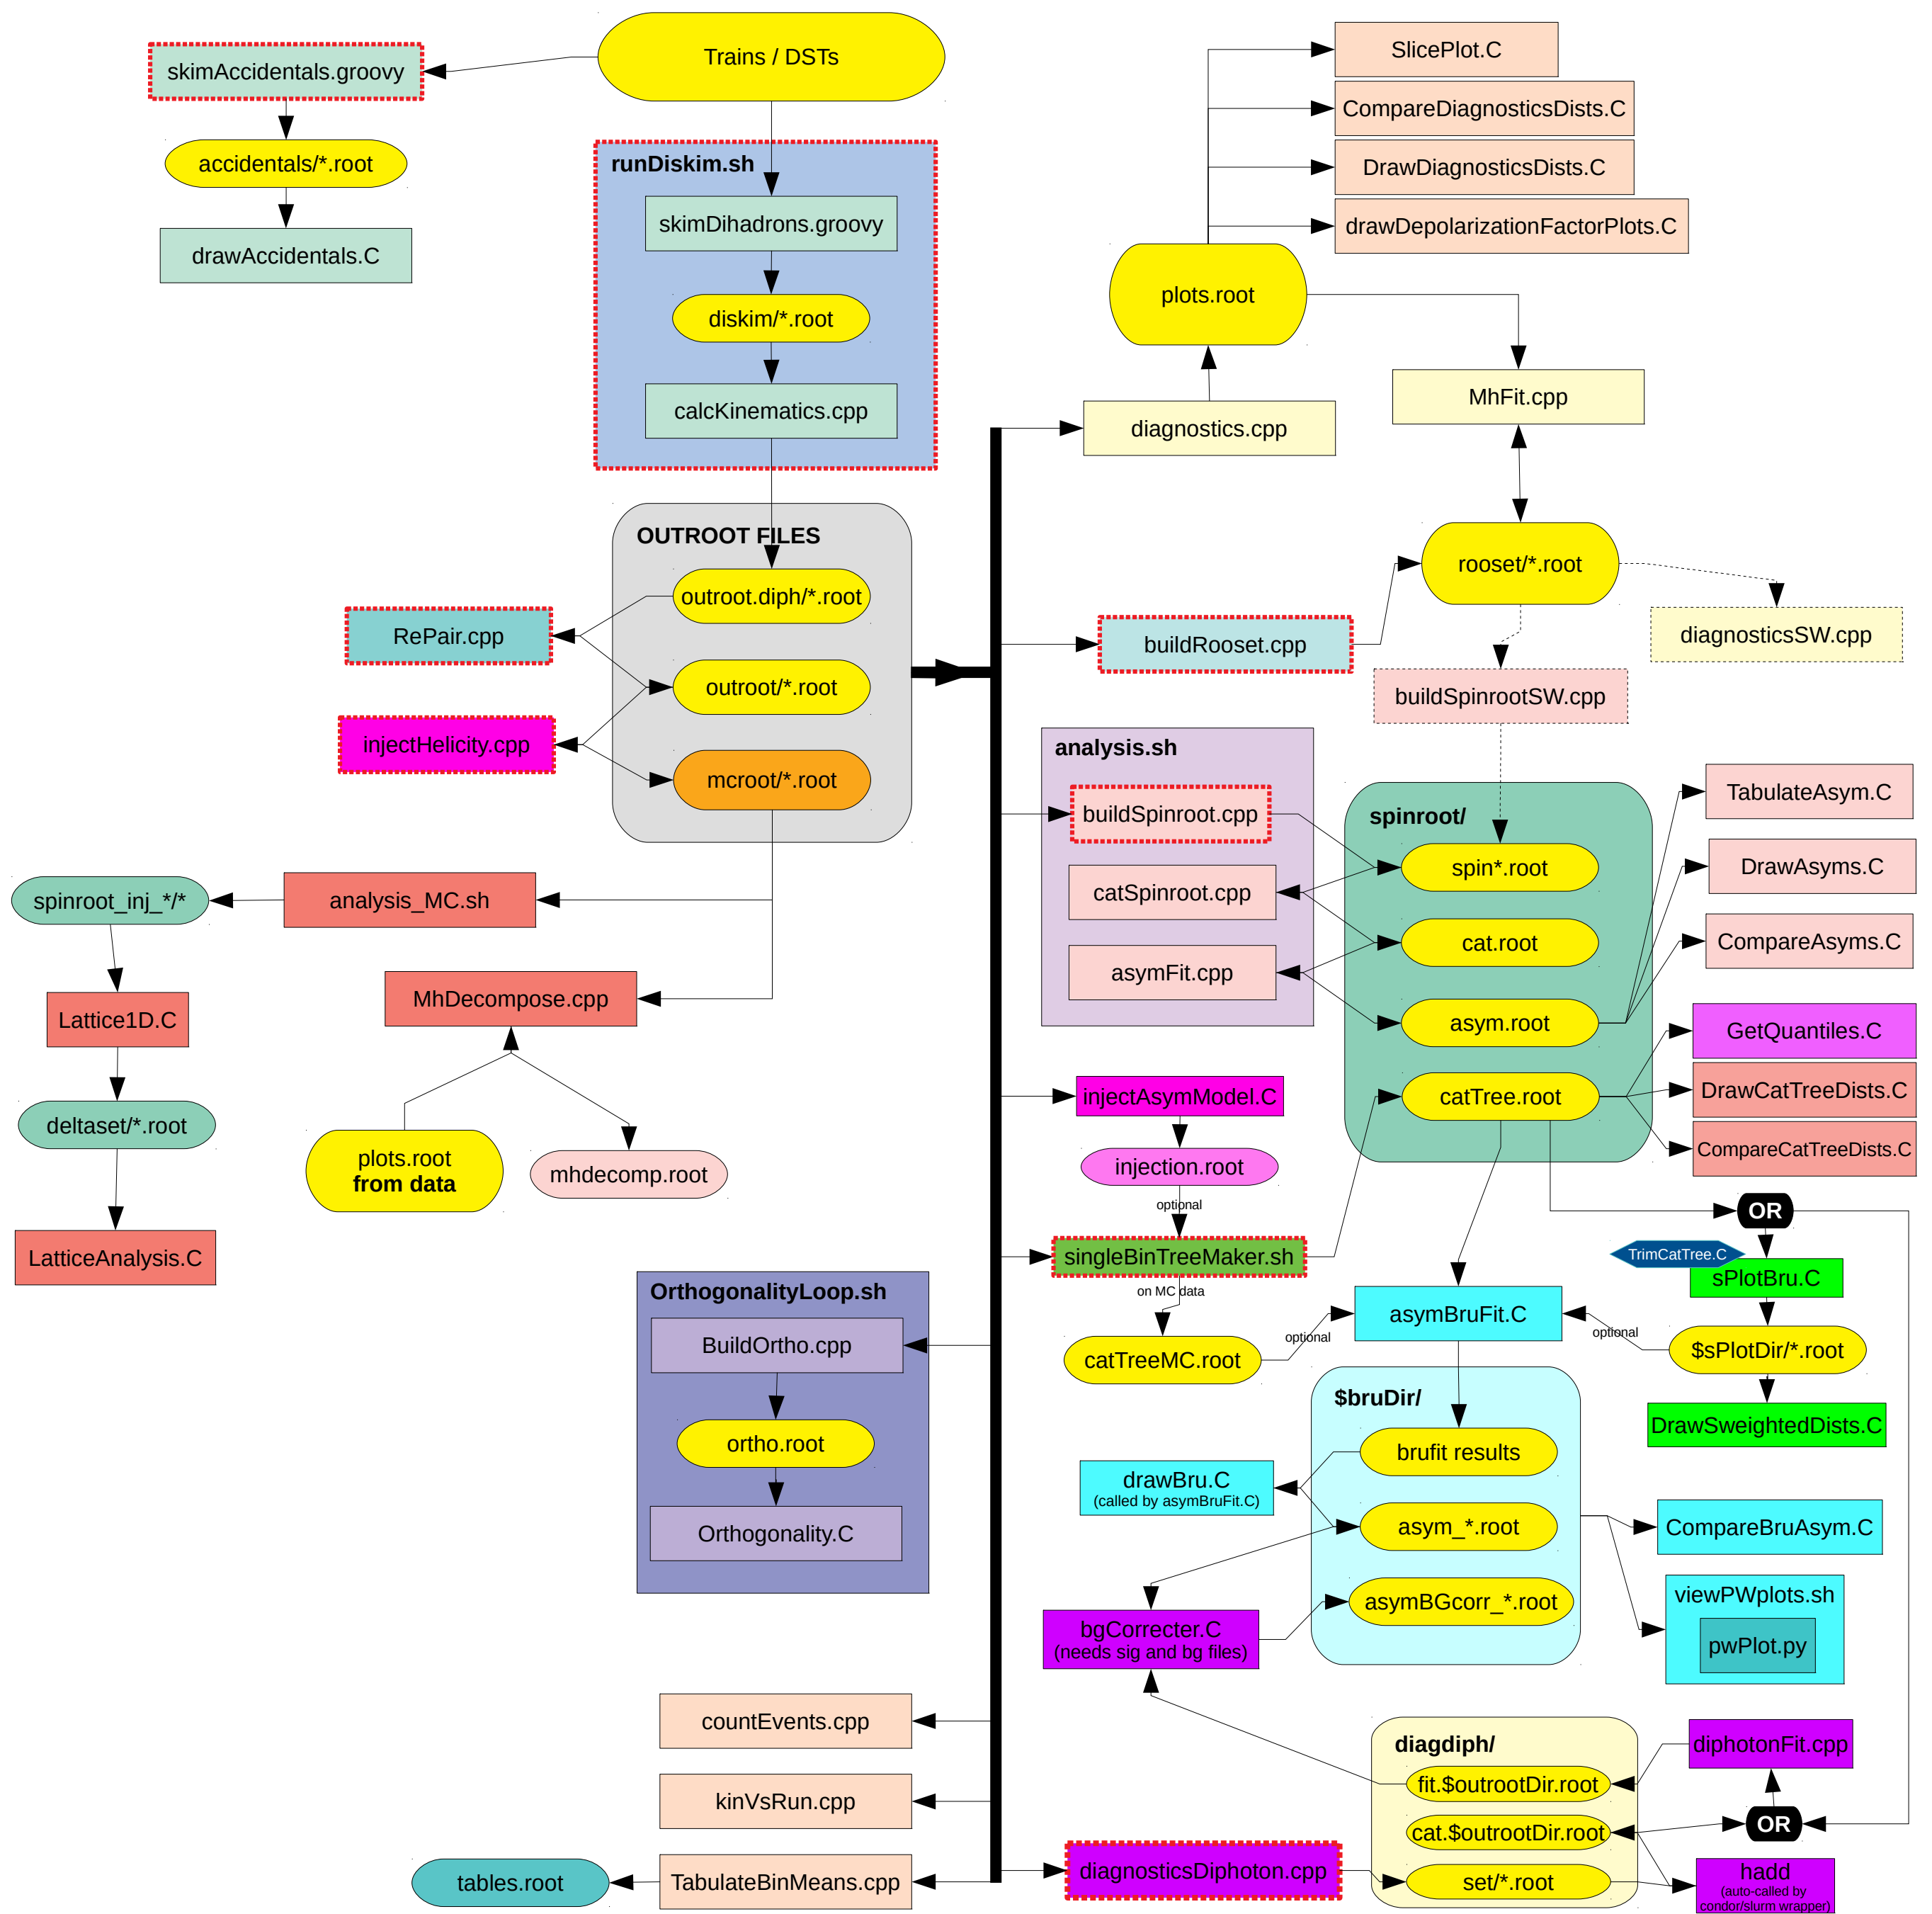 Trains / DSTs
skimAccidentals.groovy
accidentals/*.root
drawAccidentals.C
runDiskim.sh
skimDihadrons.groovy
diskim/*.root
calcKinematics.cpp
OUTROOT FILES
outroot.diph/*.root
outroot/*.root
mcroot/*.root
RePair.cpp
injectHelicity.cpp
spinroot_inj_*/*
analysis_MC.sh
MhDecompose.cpp
Lattice1D.C
deltaset/*.root
LatticeAnalysis.C
plots.root
from data
mhdecomp.root
OrthogonalityLoop.sh
BuildOrtho.cpp
ortho.root
Orthogonality.C
countEvents.cpp
kinVsRun.cpp
TabulateBinMeans.cpp
tables.root
SlicePlot.C
CompareDiagnosticsDists.C
DrawDiagnosticsDists.C
drawDepolarizationFactorPlots.C
plots.root
MhFit.cpp
diagnostics.cpp
rooset/*.root
buildRooset.cpp
diagnosticsSW.cpp
buildSpinrootSW.cpp
analysis.sh
buildSpinroot.cpp
catSpinroot.cpp
asymFit.cpp
spinroot/
spin*.root
cat.root
asym.root
catTree.root
TabulateAsym.C
DrawAsyms.C
CompareAsyms.C
GetQuantiles.C
DrawCatTreeDists.C
CompareCatTreeDists.C
injectAsymModel.C
injection.root
optional
singleBinTreeMaker.sh
on MC data
catTreeMC.root
optional
asymBruFit.C
optional
OR
TrimCatTree.C
sPlotBru.C
$sPlotDir/*.root
DrawSweightedDists.C
$bruDir/
brufit results
asym_*.root
asymBGcorr_*.root
drawBru.C
(called by asymBruFit.C)
bgCorrecter.C
(needs sig and bg files)
CompareBruAsym.C
viewPWplots.sh
pwPlot.py
diagdiph/
fit.$outrootDir.root
cat.$outrootDir.root
set/*.root
diphotonFit.cpp
OR
hadd
(auto-called by
condor/slurm wrapper)
diagnosticsDiphoton.cpp